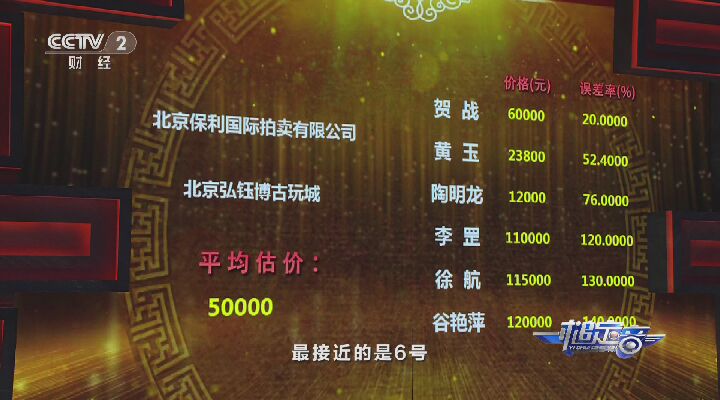 CCTV 2
财经
价格(元) 误差率(%)
北京保利国际拍卖有限公司
北京弘钰博古玩城
平均估价：
50000
贺战 60000 20.0000
黄玉 23800 52.4000
陶明龙 12000 76.0000
李罡 110000 120.0000
徐航 115000 130.0000
谷艳萍 120000 140.0000
最接近的是6号